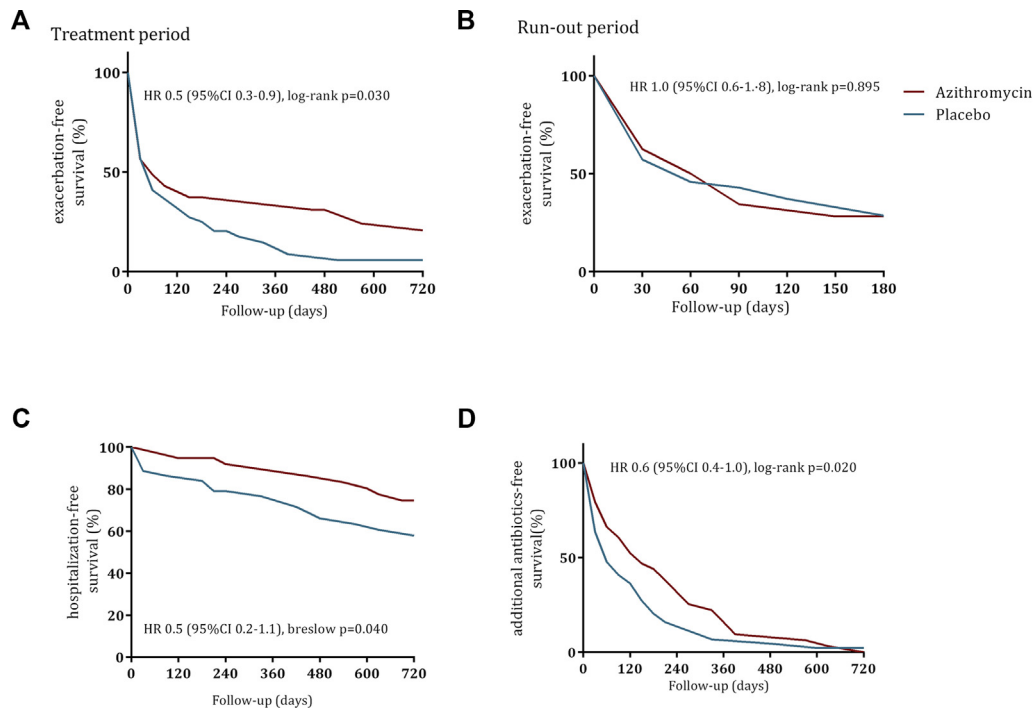 A
Treatment period
HR 0.5 (95%CI 0.3-0.9), log-rank p=0.030
exacerbation-free
survival (%)
100
50
0
0 120 240 360 480 600 720
Follow-up (days)
B
Run-out period
HR 1.0 (95%CI 0.6-1.·8), log-rank p=0.895
exacerbation-free
survival (%)
100
50
0
0 30 60 90 120 150 180
Follow-up (days)
Azithromycin
Placebo
C
hospitalization-free
survival (%)
100
80
60
40
20
0
HR 0.5 (95%CI 0.2-1.1), breslow p=0.040
0 120 240 360 480 600 720
Follow-up (days)
D
HR 0.6 (95%CI 0.4-1.0), log-rank p=0.020
additional antibiotics-free
survival(%)
100
50
0
0 120 240 360 480 600 720
Follow-up (days)